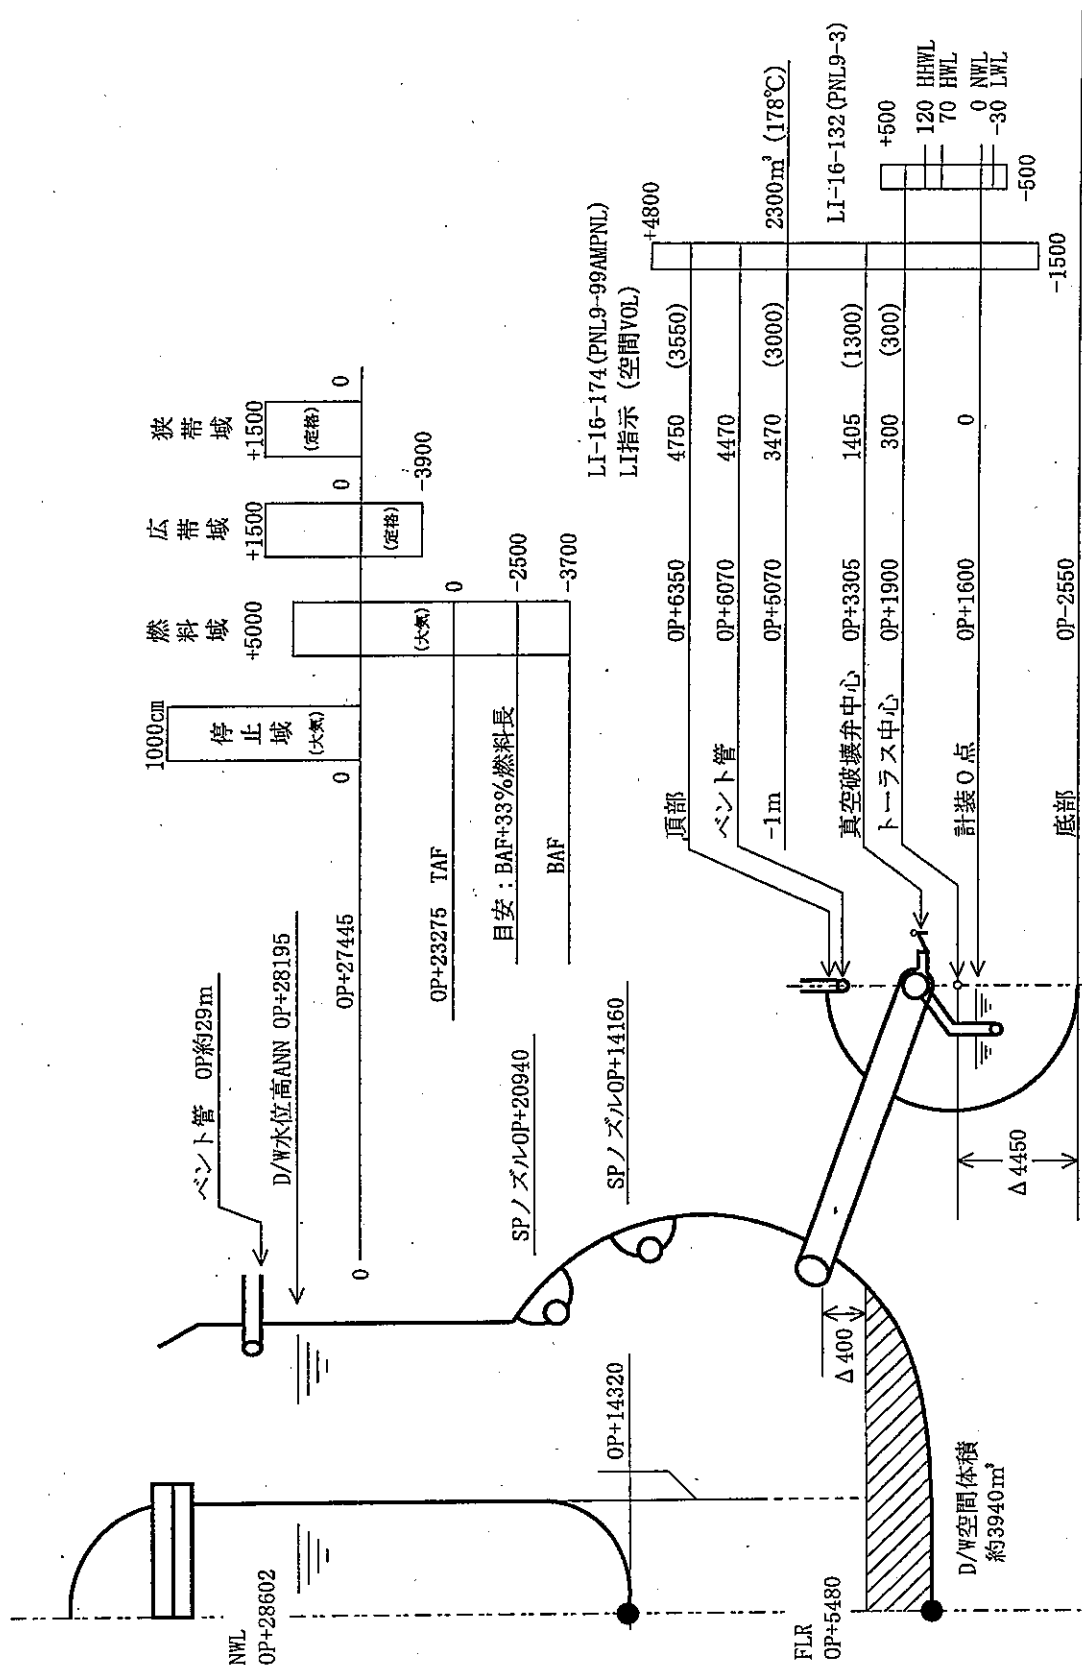 NWL
OP+28602
ベント管 OP約29m
D/W水位高ANN OP+28195
OP+27445
0
OP+23275 TAF
目安：BAF+33%燃料長
BAF
1000cm
停止域
(大気)
0
燃料域
+5000
(大気)
0
-2500
-3700
広帯域
+1500
0
(定格)
-3900
狭帯域
+1500
(定格)
0
SPノズルOP+20940
SPノズルOP+14160
OP+14320
FLR
OP+5480
Δ400
D/W空間体積
約3940m³
Δ4450
LI-16-174(PNL9-99AMPNL)
LI指示 (空間VOL)
+4800
頂部 OP+6350 4750 (3550)
ベント管 OP+6070 4470
-1m OP+5070 3470 (3000) 2300m³ (178℃)
真空破壊弁中心 OP+3305 1405 (1300)
トーラス中心 OP+1900 300 (300)
計装0点 OP+1600 0
底部 OP-2550
-1500
LI-16-132(PNL9-3)
+500
120 HHWL
70 HWL
0 NWL
-30 LWL
-500